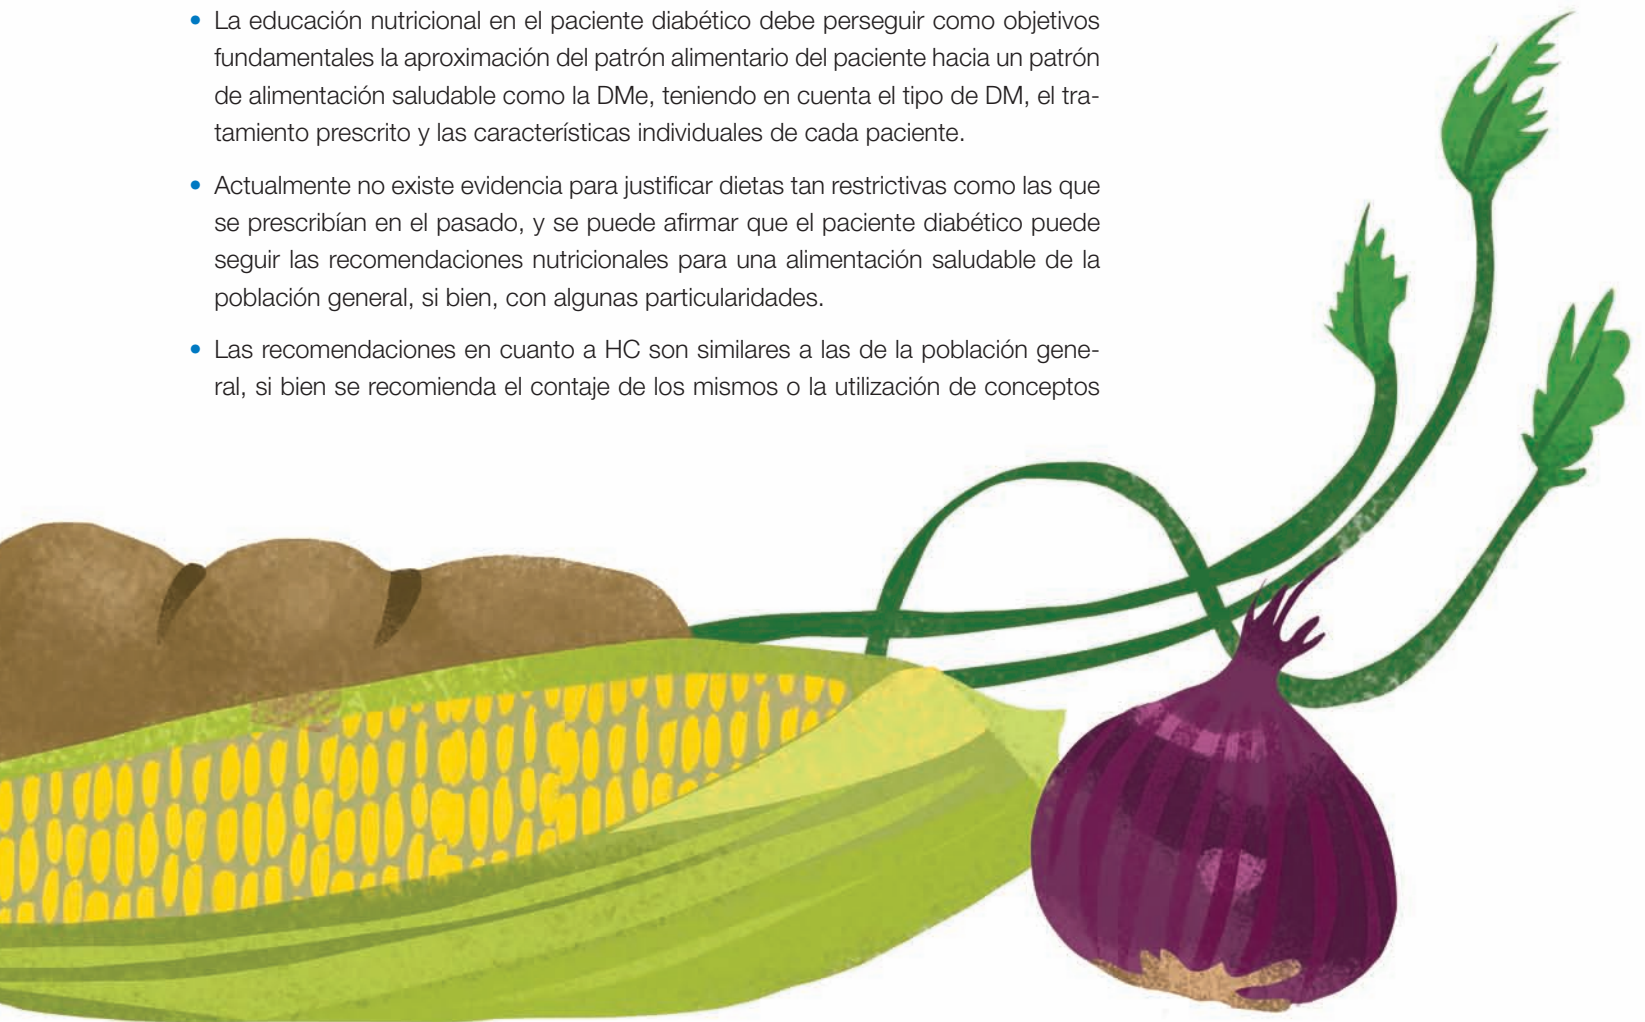 • La educación nutricional en el paciente diabético debe perseguir como objetivos
fundamentales la aproximación del patrón alimentario del paciente hacia un patrón
de alimentación saludable como la DMe, teniendo en cuenta el tipo de DM, el tra-
tamiento prescrito y las características individuales de cada paciente.
• Actualmente no existe evidencia para justificar dietas tan restrictivas como las que
se prescribían en el pasado, y se puede afirmar que el paciente diabético puede
seguir las recomendaciones nutricionales para una alimentación saludable de la
población general, si bien, con algunas particularidades.
• Las recomendaciones en cuanto a HC son similares a las de la población gene-
ral, si bien se recomienda el contaje de los mismos o la utilización de conceptos